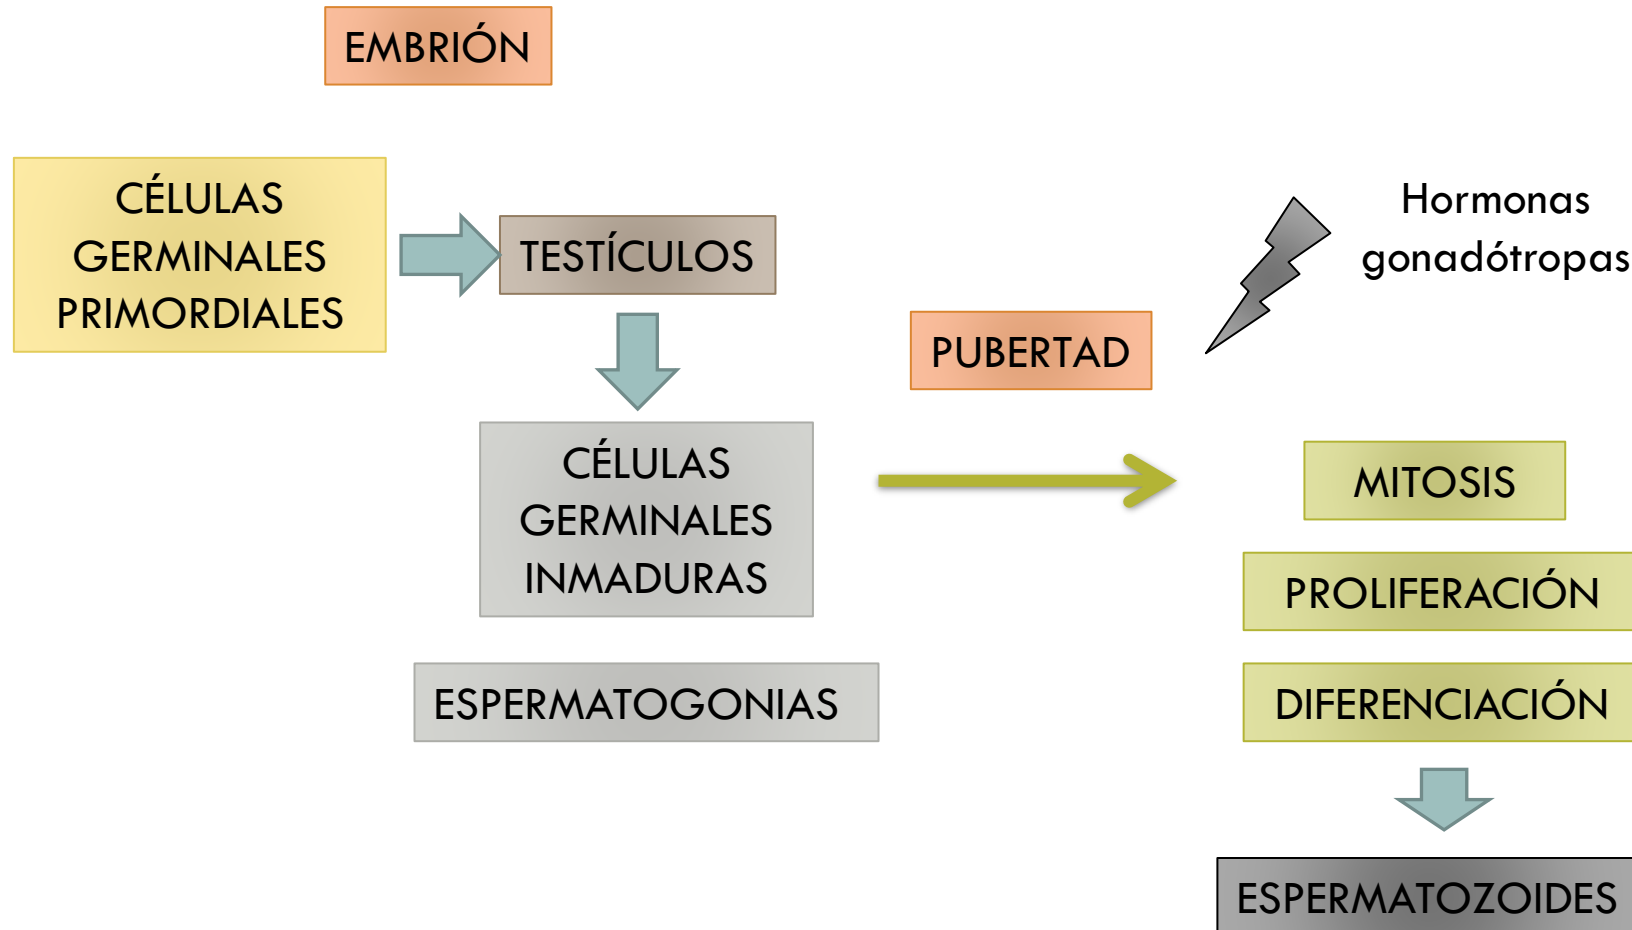 EMBRIÓN
CÉLULAS
GERMINALES
PRIMORDIALES
TESTÍCULOS
Hormonas
gonadótropas
PUBERTAD
CÉLULAS
GERMINALES
INMADURAS
MITOSIS
PROLIFERACIÓN
ESPERMATOGONIAS
DIFERENCIACIÓN
ESPERMATOZOIDES